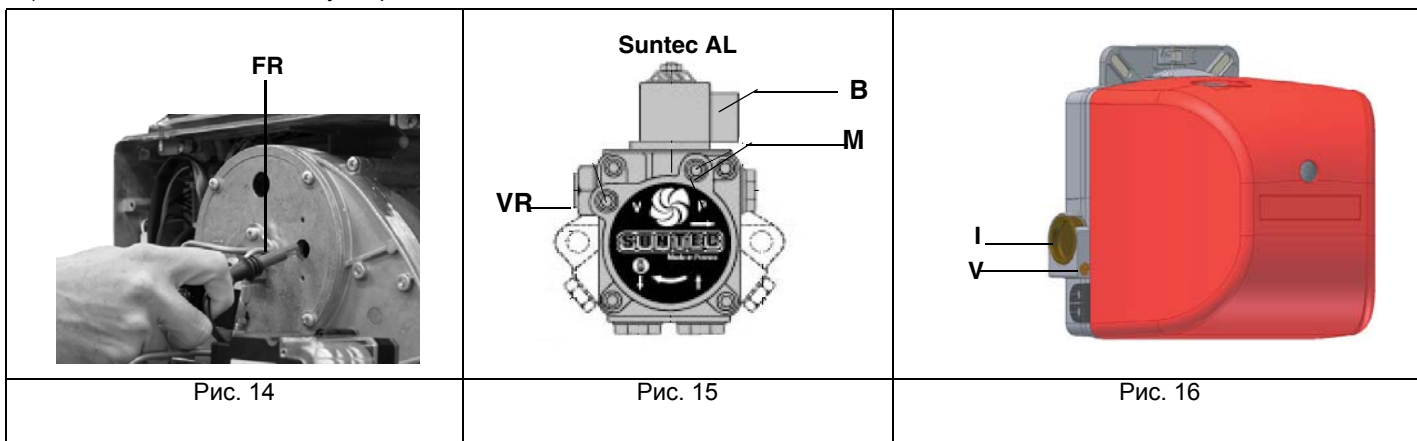 FR
Suntec AL
B
M
VR
V P
SUNTEC
Made in France
I
V
Рис. 14
Рис. 15
Рис. 16